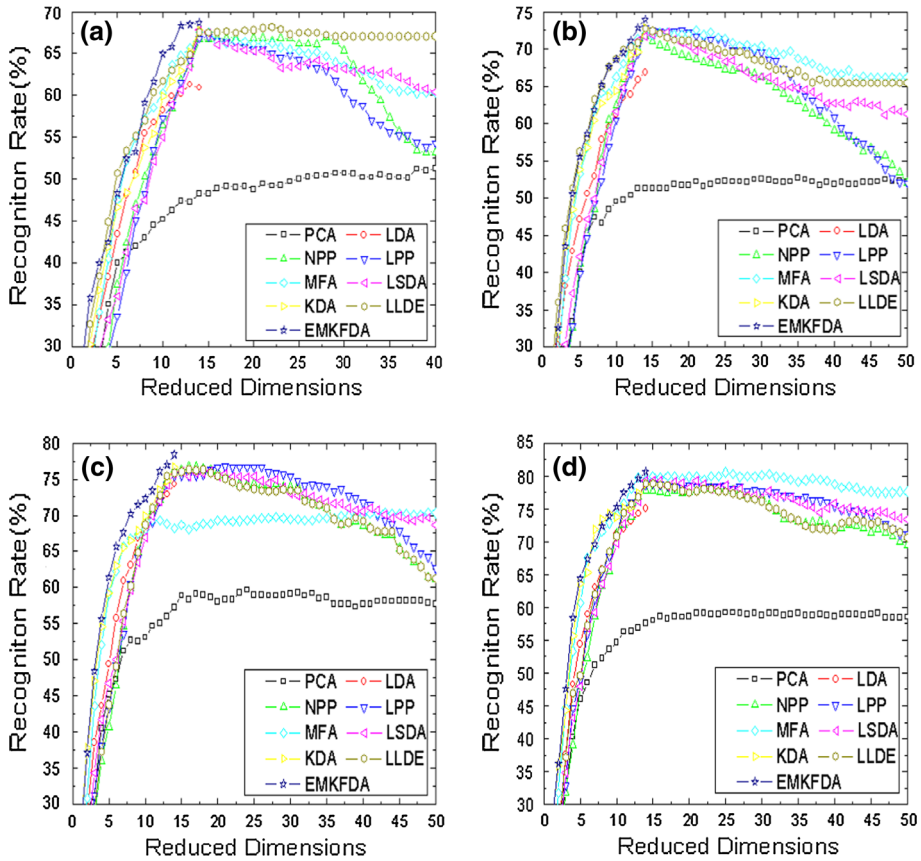 (a)
70
65
60
55
50
45
40
35
30
Recogniton Rate(%)
PCA LDA
NPP LPP
MFA LSDA
KDA LLDE
EMKFDA
0 5 10 15 20 25 30 35 40
Reduced Dimensions
(b)
75
70
65
60
55
50
45
40
35
30
Recogniton Rate(%)
PCA LDA
NPP LPP
MFA LSDA
KDA LLDE
EMKFDA
0 5 10 15 20 25 30 35 40 45 50
Reduced Dimensions
(c)
80
75
70
65
60
55
50
45
40
35
30
Recogniton Rate(%)
PCA LDA
NPP LPP
MFA LSDA
KDA LLDE
EMKFDA
0 5 10 15 20 25 30 35 40 45 50
Reduced Dimensions
(d)
85
80
75
70
65
60
55
50
45
40
35
30
Recogniton Rate(%)
PCA LDA
NPP LPP
MFA LSDA
KDA LLDE
EMKFDA
0 5 10 15 20 25 30 35 40 45 50
Reduced Dimensions